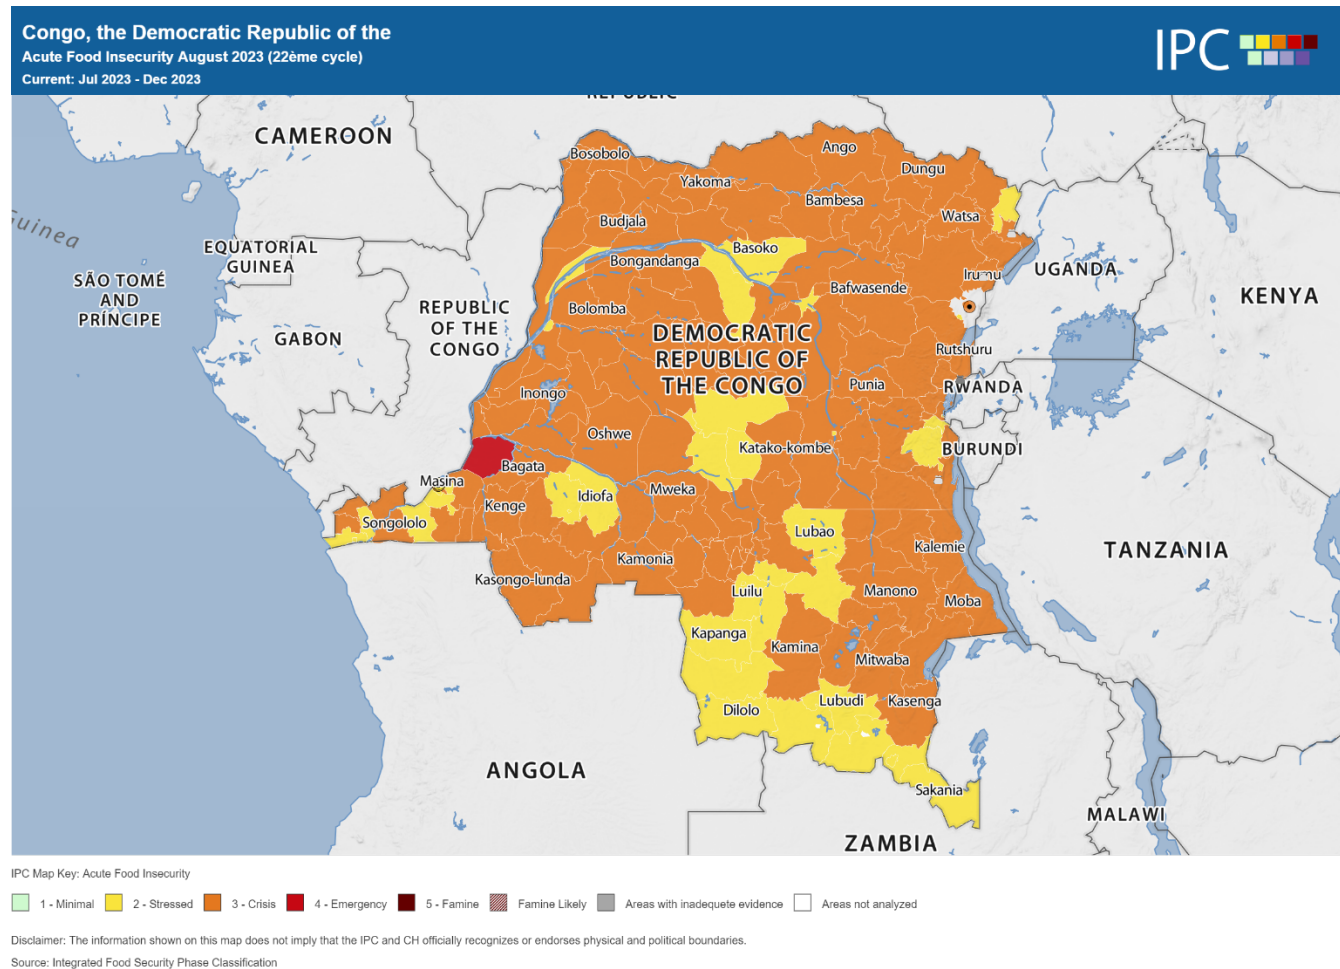 Congo, the Democratic Republic of the
Acute Food Insecurity August 2023 (22ème cycle)
Current: Jul 2023 - Dec 2023
IPC
REPUBLIC
CAMEROON
Bosobolo
Ango
Dungu
Yakoma
Bambesa
Watsa
Budjala
Guinea
EQUATORIAL
GUINEA
Basoko
Bongandanga
Irumu
UGANDA
SÃO TOMÉ
AND
PRÍNCIPE
Bafwasende
KENYA
REPUBLIC
OF THE
CONGO
Bolomba
GABON
DEMOCRATIC
REPUBLIC OF
THE CONGO
Rutshuru
Inongo
Punia
RWANDA
Oshwe
Katako-kombe
BURUNDI
Bagata
Masina
Mweka
Idiofa
Kenge
Songololo
Lubao
Kalemie
TANZANIA
Kamonia
Kasongo-lunda
Luilu
Manono
Moba
Kapanga
Kamina
Mitwaba
Dilolo
Lubudi
Kasenga
ANGOLA
Sakania
MALAWI
ZAMBIA
IPC Map Key: Acute Food Insecurity
1 - Minimal 2 - Stressed 3 - Crisis 4 - Emergency 5 - Famine Famine Likely Areas with inadequete evidence Areas not analyzed
Disclaimer: The information shown on this map does not imply that the IPC and CH officially recognizes or endorses physical and political boundaries.
Source: Integrated Food Security Phase Classification